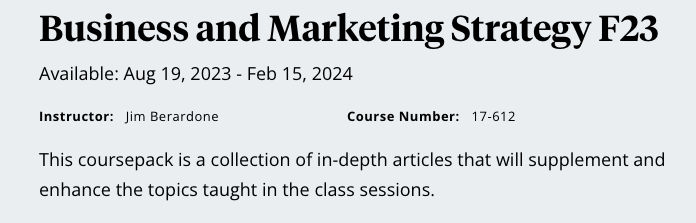 Business and Marketing Strategy F23
Available: Aug 19, 2023 - Feb 15, 2024
Instructor: Jim Berardone Course Number: 17-612
This coursepack is a collection of in-depth articles that will supplement and
enhance the topics taught in the class sessions.